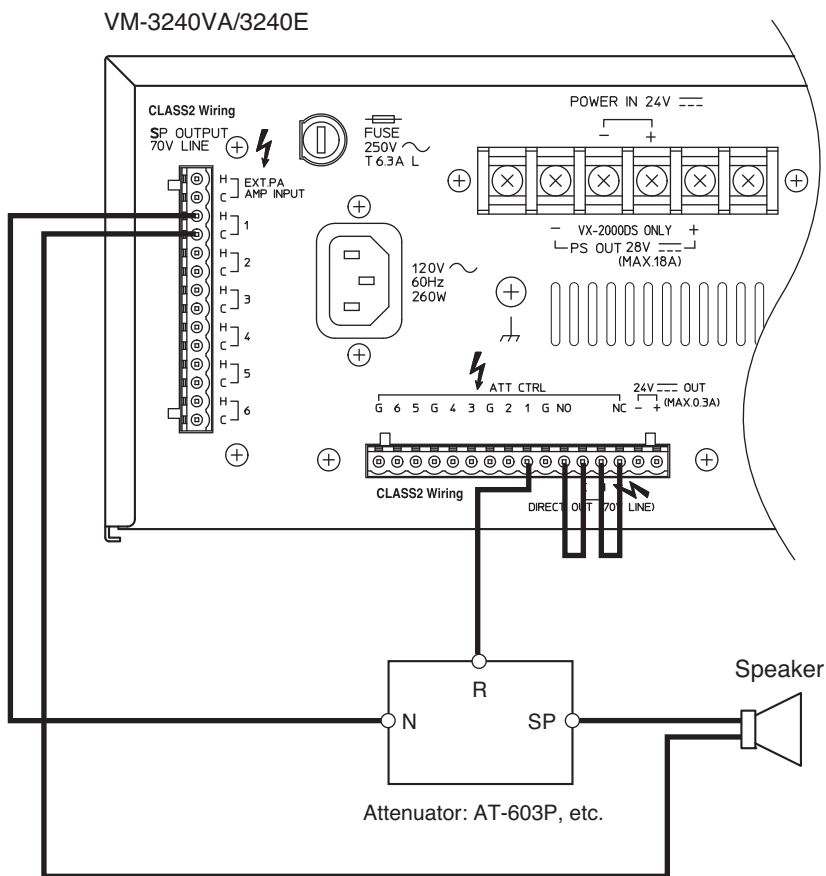 VM-3240VA/3240E
CLASS2 Wiring
SP OUTPUT
70V LINE
FUSE
250V
T6.3A L
POWER IN 24V
- +
H
C
EXT.PA
AMP INPUT
H
C
1
H
C
2
H
C
3
H
C
4
H
C
5
H
C
6
- VX-2000DS ONLY +
PS OUT 28V
(MAX.18A)
120V
60Hz
260W
ATT CTRL
24V OUT
(MAX.0.3A)
G 6 5 G 4 3 G 2 1 G NO NC - +
CLASS2 Wiring
DIRECT OUT (70V LINE)
R
N
SP
Speaker
Attenuator: AT-603P, etc.